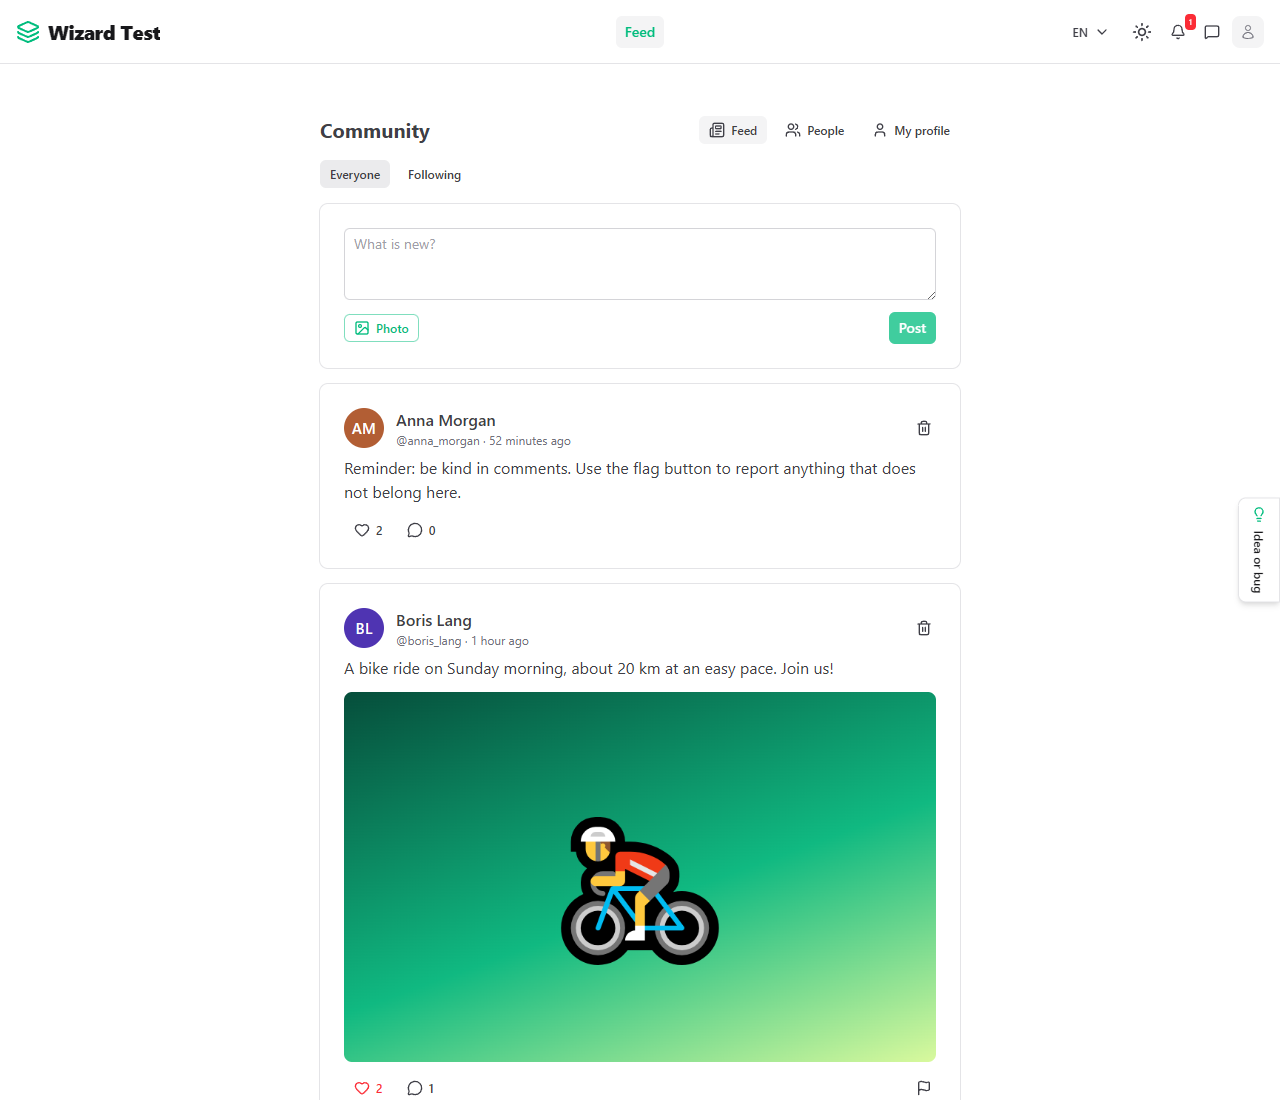 Wizard Test
Feed
EN
1
Community
Feed
People
My profile
Everyone
Following
What is new?
Photo
Post
AM
Anna Morgan
@anna_morgan · 52 minutes ago
Reminder: be kind in comments. Use the flag button to report anything that does
not belong here.
2
0
Idea or bug
BL
Boris Lang
@boris_lang · 1 hour ago
A bike ride on Sunday morning, about 20 km at an easy pace. Join us!
2
1